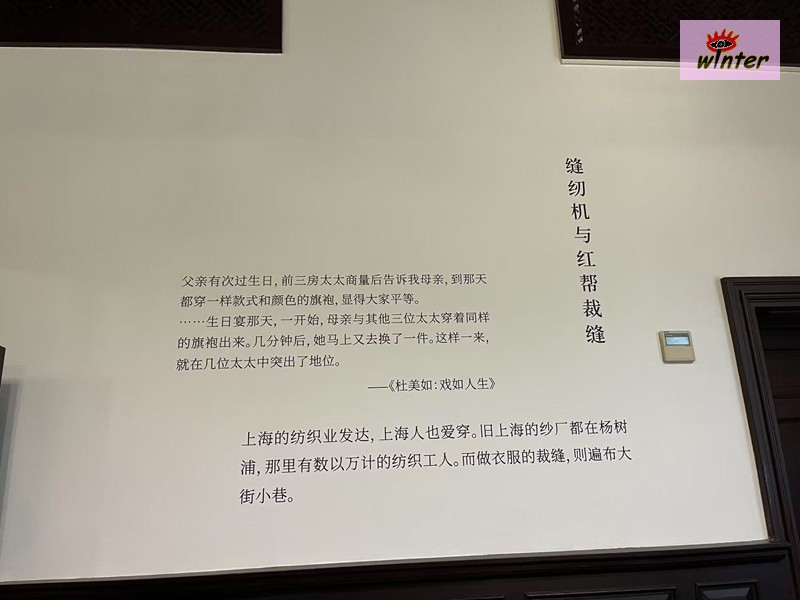 winter
缝纫机与红帮裁缝
父亲有次过生日,前三房太太商量后告诉我母亲,到那天
都穿一样款式和颜色的旗袍,显得大家平等。
……生日宴那天,一开始,母亲与其他三位太太穿着同样
的旗袍出来。几分钟后,她马上又去换了一件。这样一来,
就在几位太太中突出了地位。
——《杜美如:戏如人生》
上海的纺织业发达,上海人也爱穿。旧上海的纱厂都在杨树
浦,那里有数以万计的纺织工人。而做衣服的裁缝,则遍布大
街小巷。